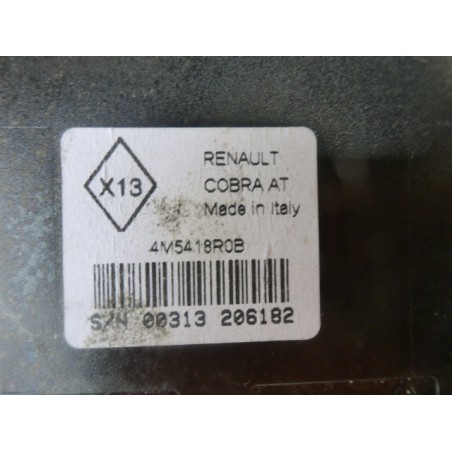 X13
RENAULT
COBRA AT
Made in Italy
4M5418R0B
S/N 00313 206182